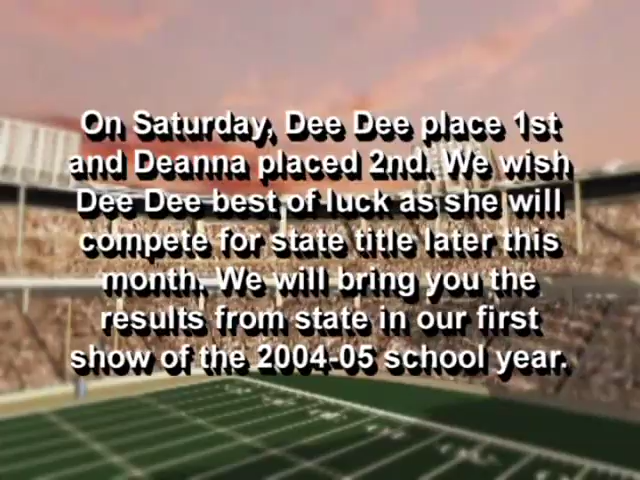 On Saturday, Dee Dee place 1st
and Deanna placed 2nd. We wish
Dee Dee best of luck as she will
compete for state title later this
month. We will bring you the
results from state in our first
show of the 2004-05 school year.